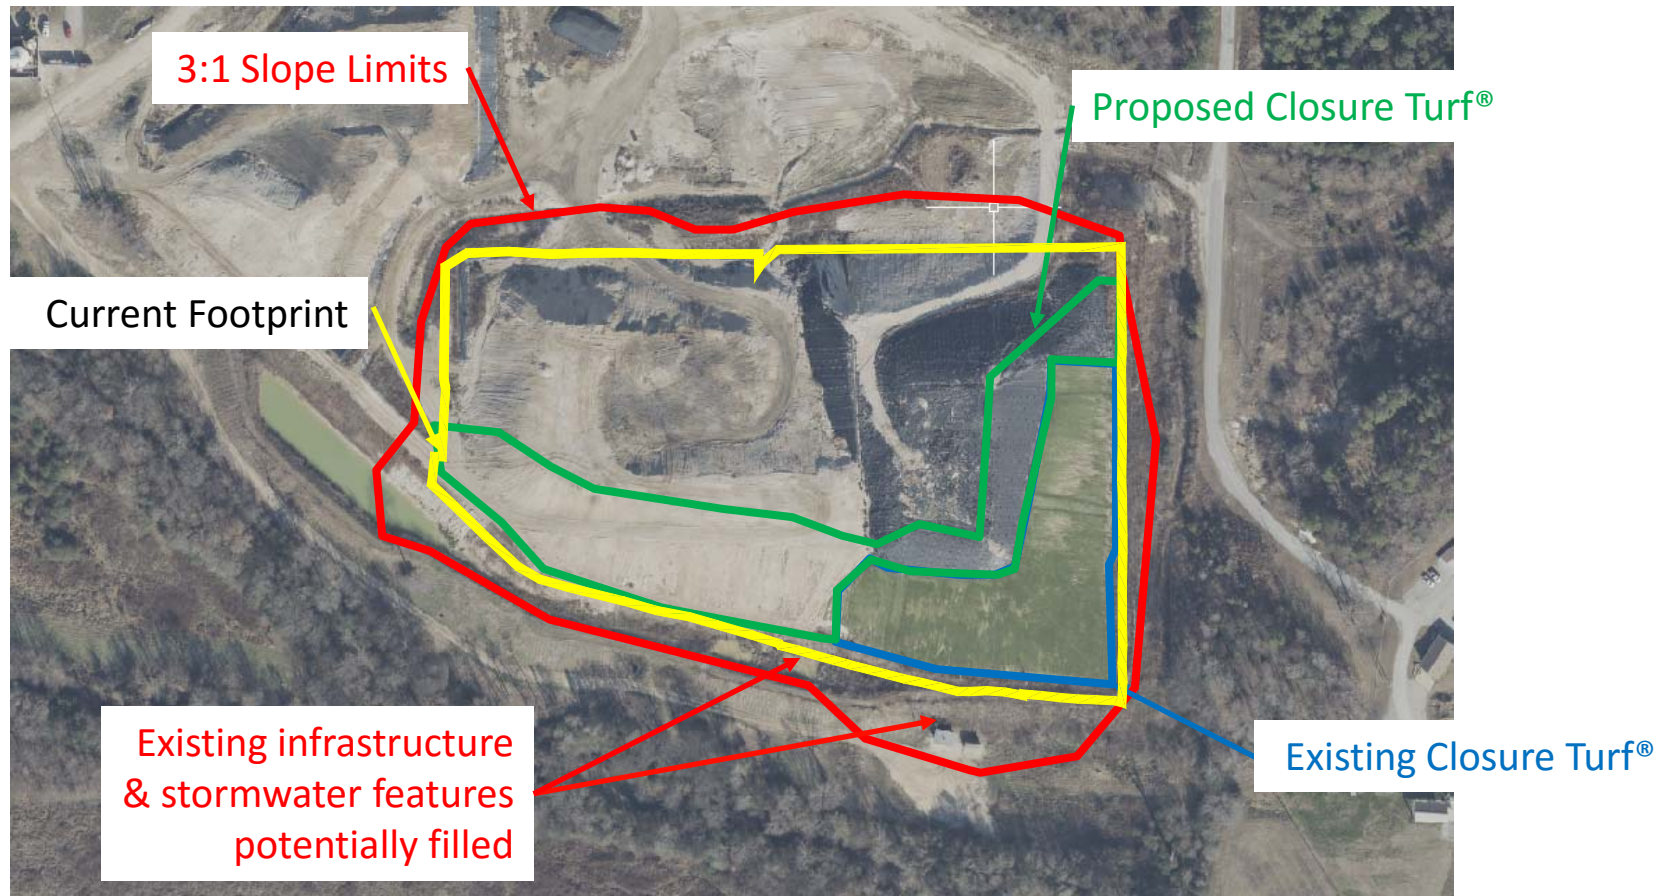 3:1 Slope Limits
Proposed Closure Turf®
Current Footprint
Existing infrastructure
& stormwater features
potentially filled
Existing Closure Turf®